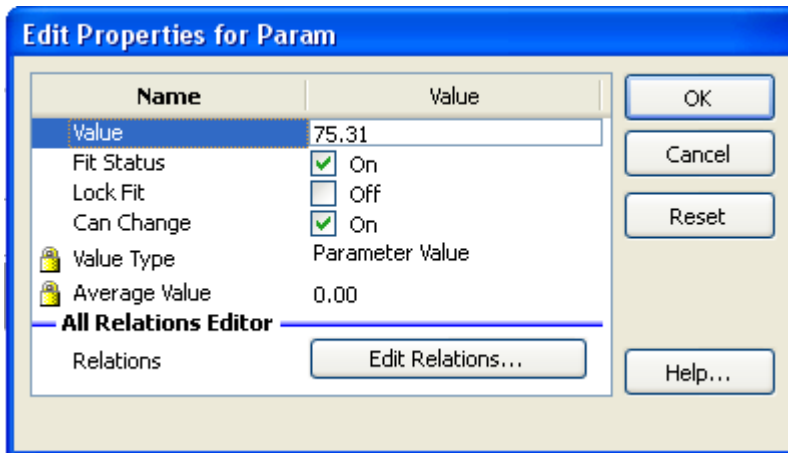 Edit Properties for Param
Name Value
OK
Value 75.31
Fit Status On
Cancel
Lock Fit Off
Can Change On
Reset
Value Type Parameter Value
Average Value 0.00
All Relations Editor
Relations Edit Relations...
Help...